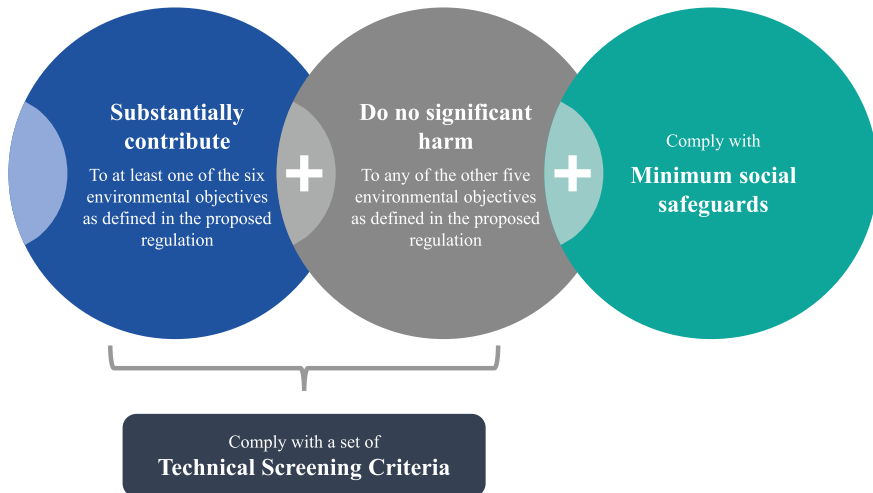 Substantially
contribute
To at least one of the six
environmental objectives
as defined in the proposed
regulation
+
Do no significant
harm
To any of the other five
environmental objectives
as defined in the proposed
regulation
+
Comply with
Minimum social
safeguards
Comply with a set of
Technical Screening Criteria